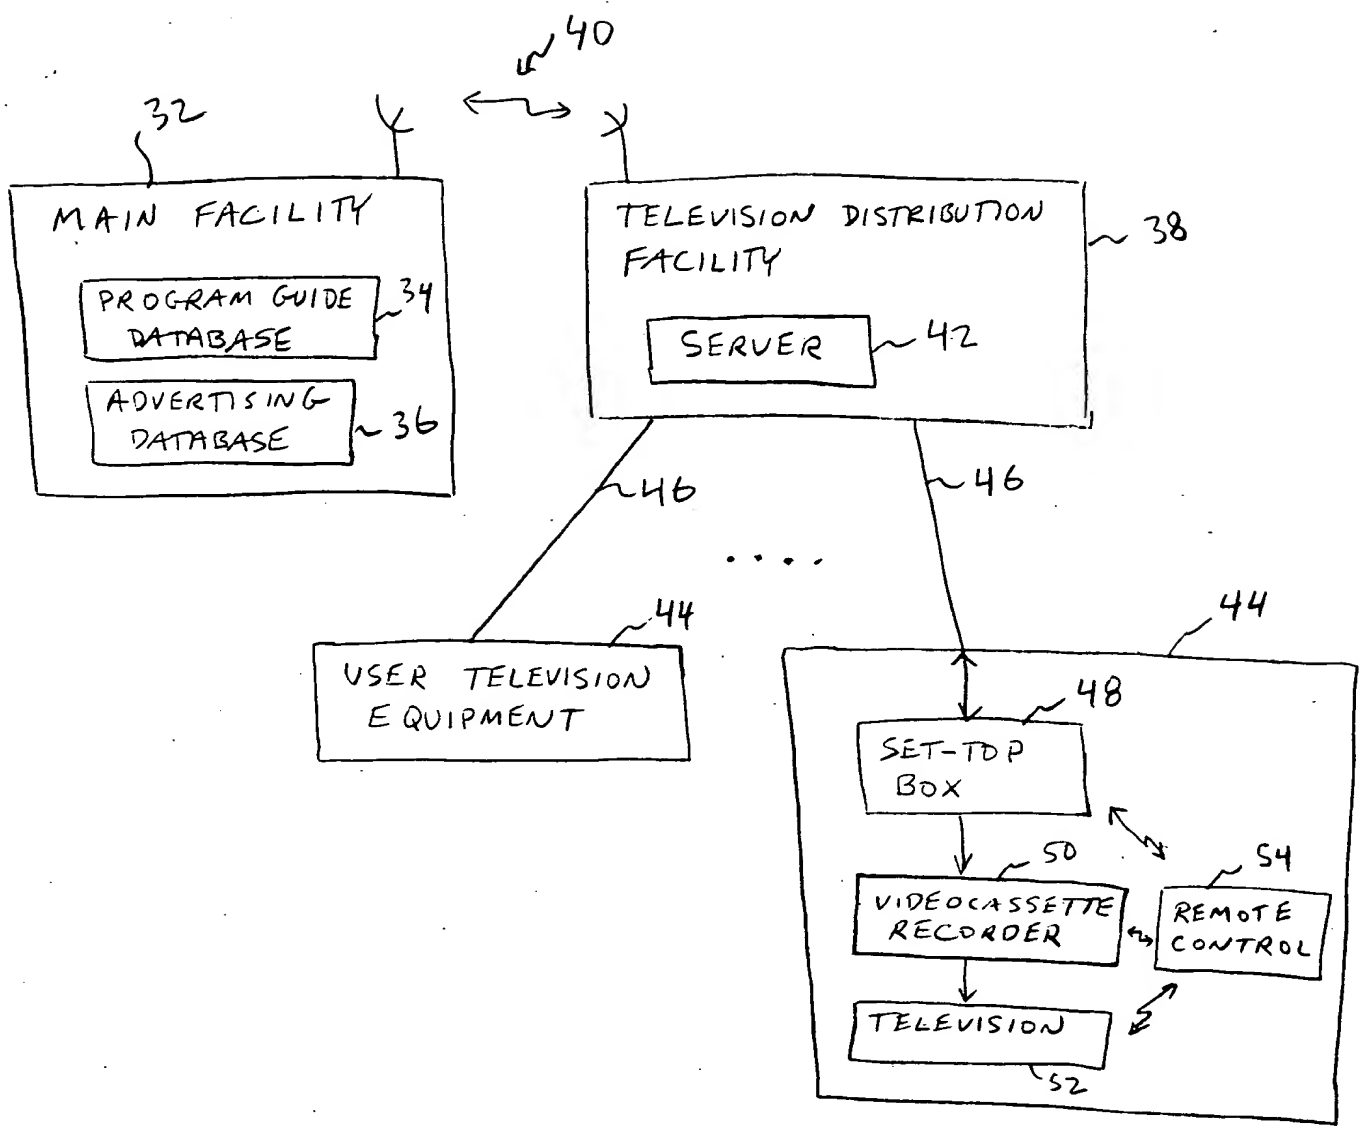 40
32
MAIN FACILITY
PROGRAM GUIDE
DATABASE
34
ADVERTISING
DATABASE
36
TELEVISION DISTRIBUTION
FACILITY
38
SERVER
42
46
46
44
USER TELEVISION
EQUIPMENT
44
48
SET-TOP
BOX
50
VIDEOCASSETTE
RECORDER
54
REMOTE
CONTROL
TELEVISION
52